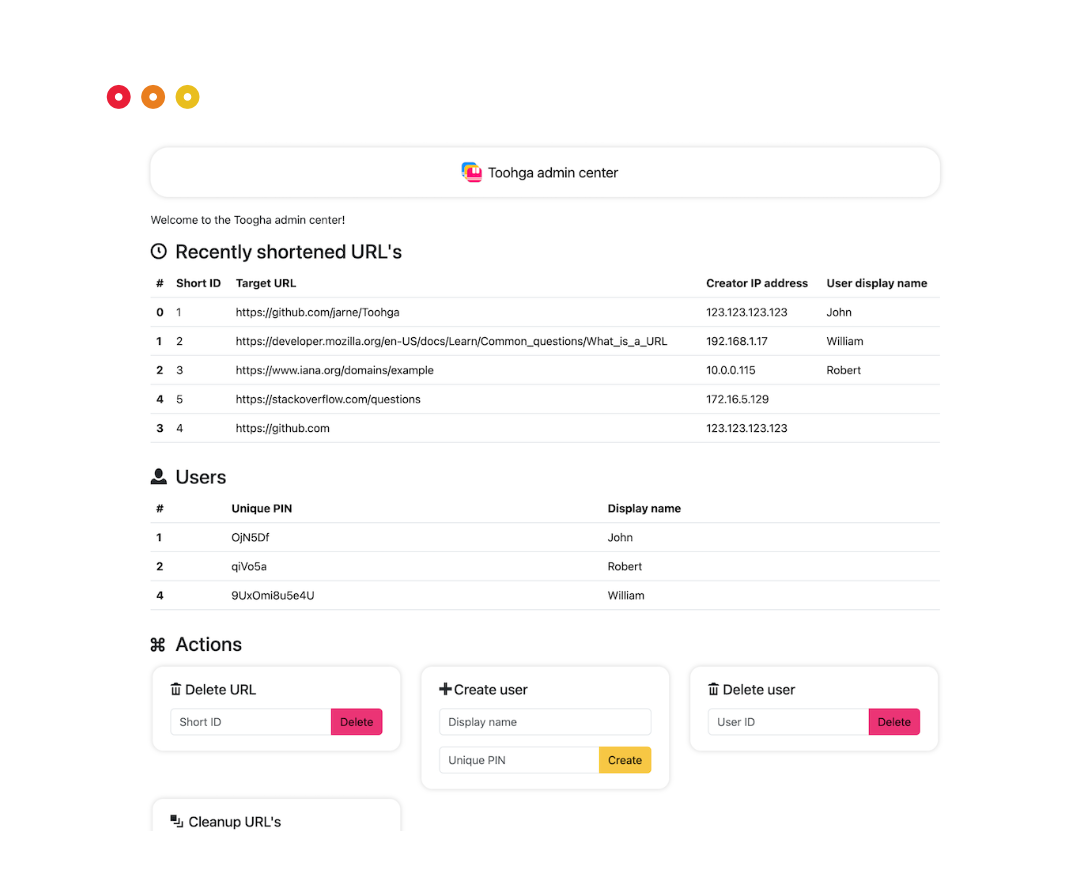 Toohga admin center
Welcome to the Toogha admin center!
Recently shortened URL's
# Short ID Target URL Creator IP address User display name
0 1 https://github.com/jarne/Toohga 123.123.123.123 John
1 2 https://developer.mozilla.org/en-US/docs/Learn/Common_questions/What_is_a_URL 192.168.1.17 William
2 3 https://www.iana.org/domains/example 10.0.0.115 Robert
4 5 https://stackoverflow.com/questions 172.16.5.129
3 4 https://github.com 123.123.123.123
Users
# Unique PIN Display name
1 OjN5Df John
2 qiVo5a Robert
4 9UxOmi8u5e4U William
Actions
Delete URL
Short ID Delete
Create user
Display name
Unique PIN Create
Delete user
User ID Delete
Cleanup URL's